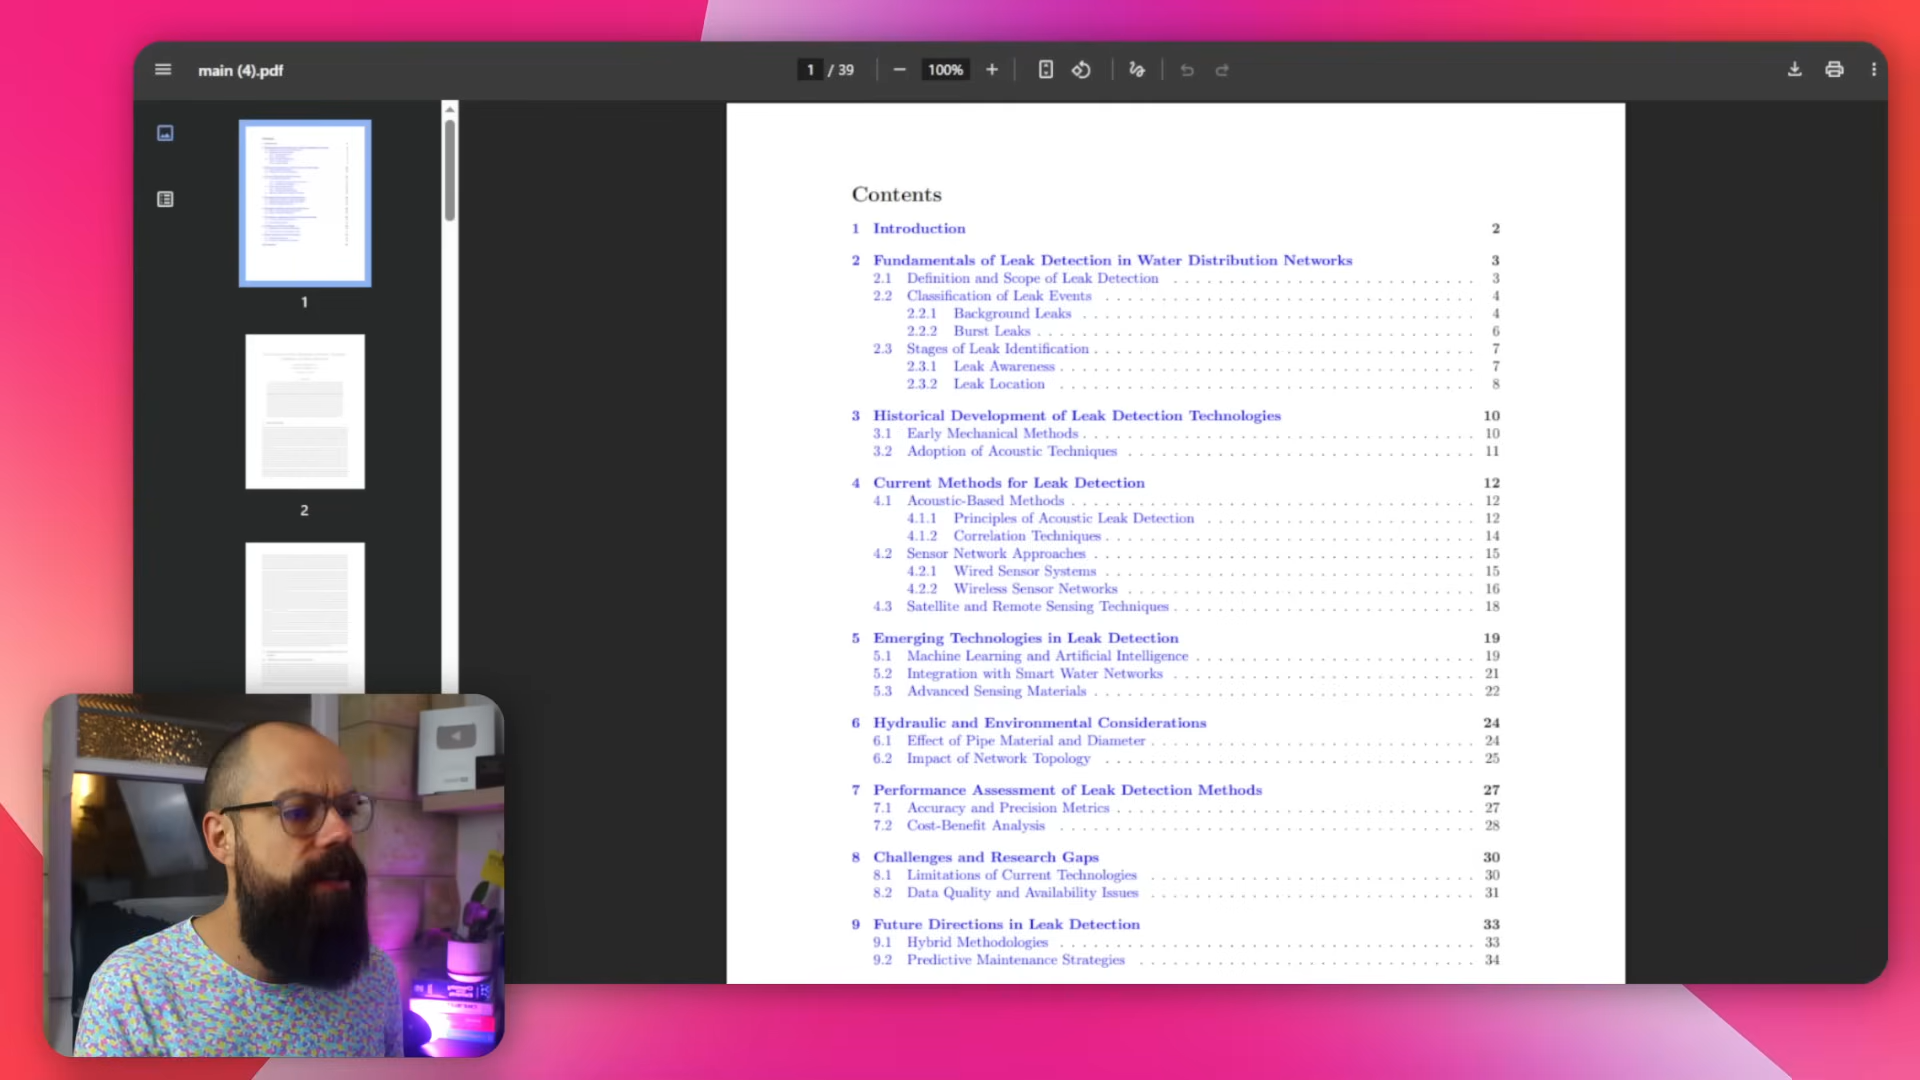 main (4).pdf
1 / 39
100%
1
2
Contents
1 Introduction 2
2 Fundamentals of Leak Detection in Water Distribution Networks 3
2.1 Definition and Scope of Leak Detection 3
2.2 Classification of Leak Events 4
2.2.1 Background Leaks 4
2.2.2 Burst Leaks 6
2.3 Stages of Leak Identification 7
2.3.1 Leak Awareness 7
2.3.2 Leak Location 8
3 Historical Development of Leak Detection Technologies 10
3.1 Early Mechanical Methods 10
3.2 Adoption of Acoustic Techniques 11
4 Current Methods for Leak Detection 12
4.1 Acoustic-Based Methods 12
4.1.1 Principles of Acoustic Leak Detection 12
4.1.2 Correlation Techniques 14
4.2 Sensor Network Approaches 15
4.2.1 Wired Sensor Systems 15
4.2.2 Wireless Sensor Networks 16
4.3 Satellite and Remote Sensing Techniques 18
5 Emerging Technologies in Leak Detection 19
5.1 Machine Learning and Artificial Intelligence 19
5.2 Integration with Smart Water Networks 21
5.3 Advanced Sensing Materials 22
6 Hydraulic and Environmental Considerations 24
6.1 Effect of Pipe Material and Diameter 24
6.2 Impact of Network Topology 25
7 Performance Assessment of Leak Detection Methods 27
7.1 Accuracy and Precision Metrics 27
7.2 Cost-Benefit Analysis 28
8 Challenges and Research Gaps 30
8.1 Limitations of Current Technologies 30
8.2 Data Quality and Availability Issues 31
9 Future Directions in Leak Detection 33
9.1 Hybrid Methodologies 33
9.2 Predictive Maintenance Strategies 34